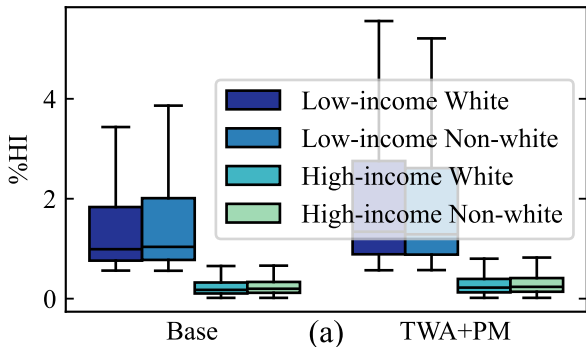 %HI
4
2
0
Low-income White
Low-income Non-white
High-income White
High-income Non-white
Base
(a)
TWA+PM